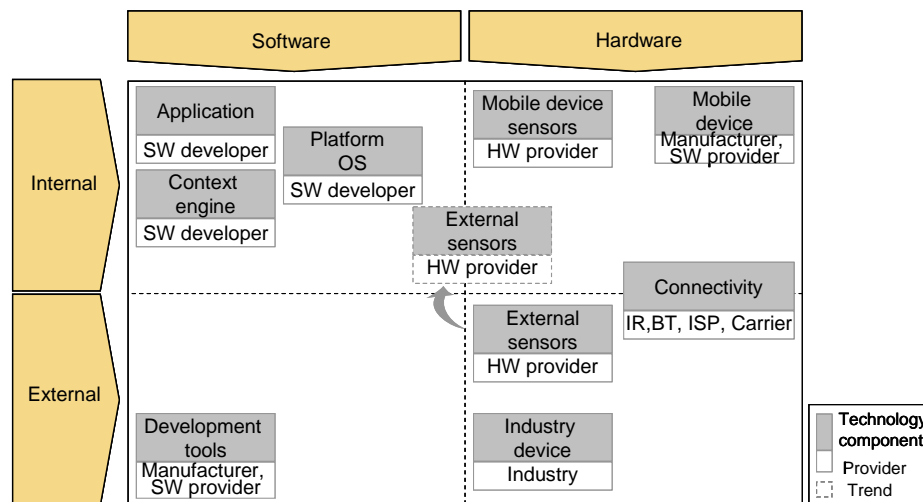 Software
Hardware
Internal
External
Application
SW developer
Context
engine
SW developer
Platform
OS
SW developer
Mobile device
sensors
HW provider
Mobile
device
Manufacturer,
SW provider
External
sensors
HW provider
Connectivity
IR,BT, ISP, Carrier
External
sensors
HW provider
Development
tools
Manufacturer,
SW provider
Industry
device
Industry
Technology
component
Provider
Trend